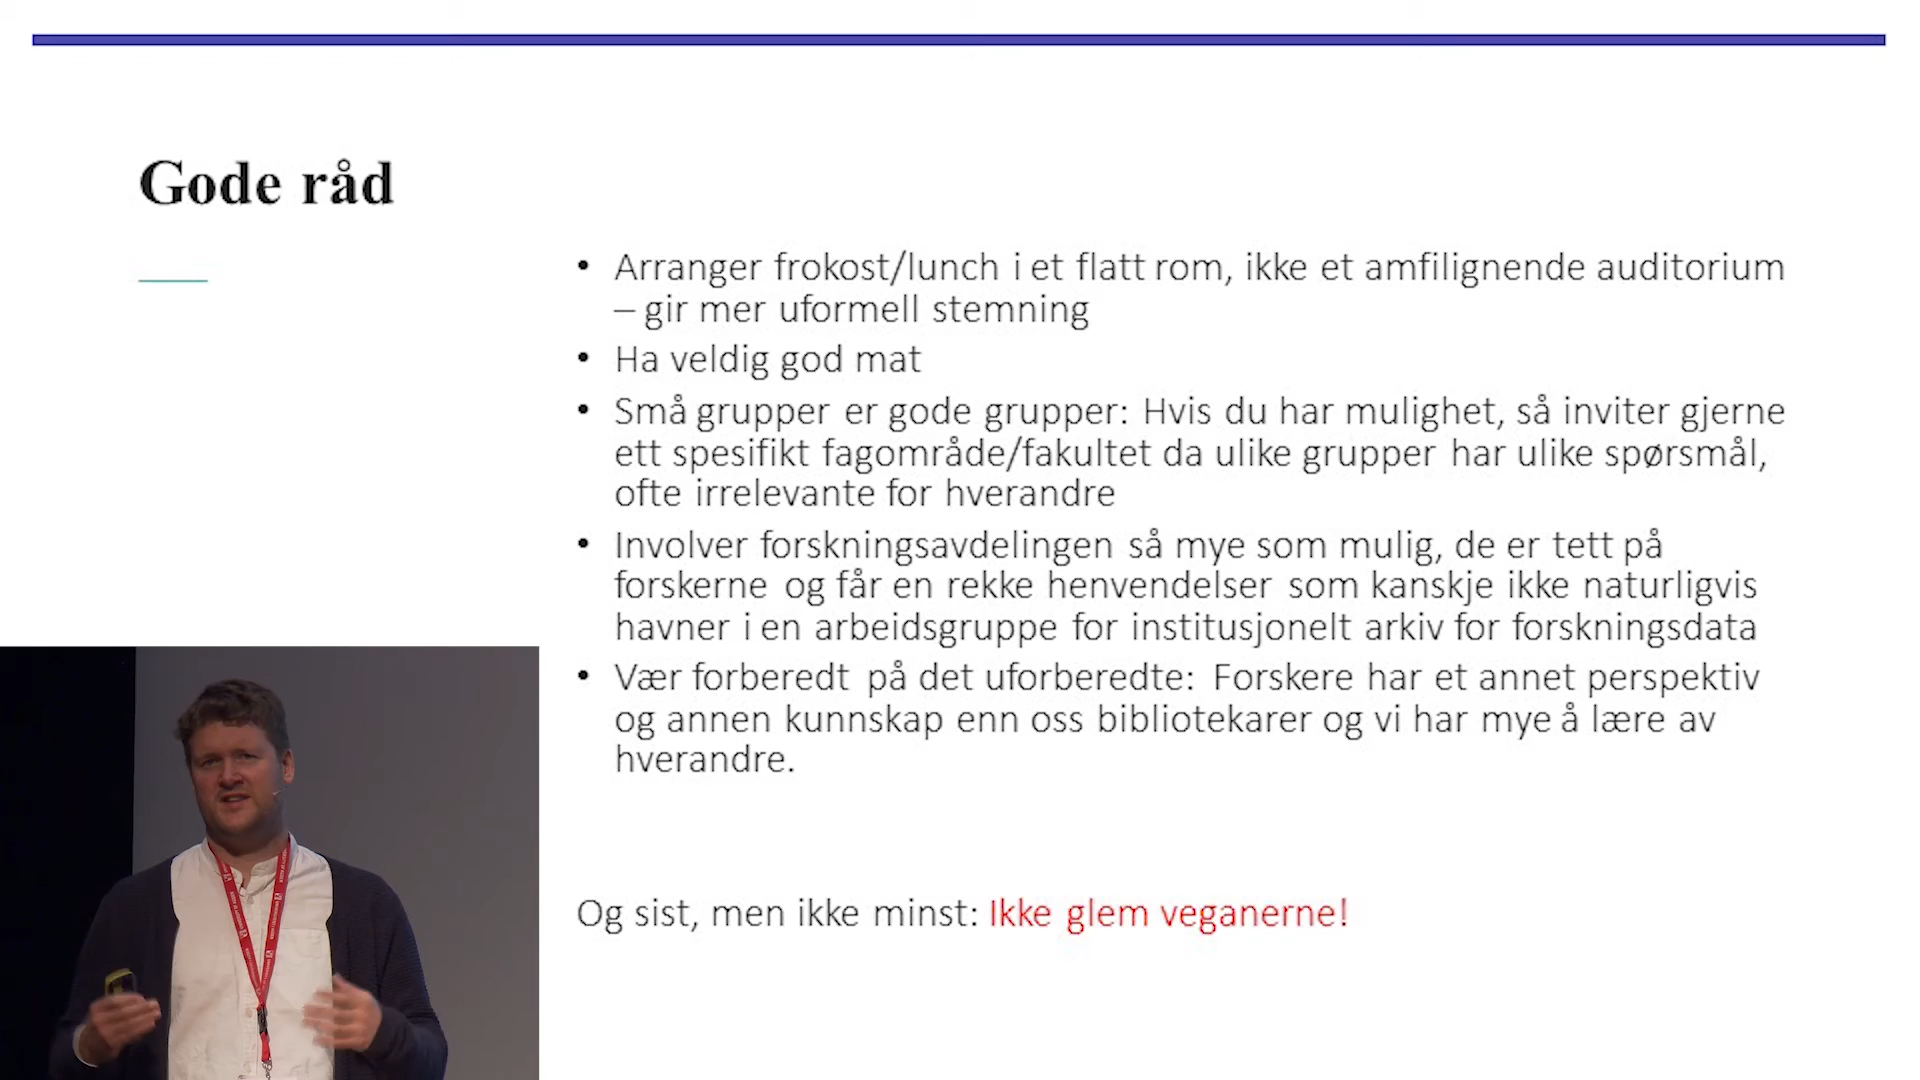 Gode råd
• Arranger frokost/lunch i et flatt rom, ikke et amfilignende auditorium
– gir mer uformell stemning
• Ha veldig god mat
• Små grupper er gode grupper: Hvis du har mulighet, så inviter gjerne
ett spesifikt fagområde/fakultet da ulike grupper har ulike spørsmål,
ofte irrelevante for hverandre
• Involver forskningsavdelingen så mye som mulig, de er tett på
forskerne og får en rekke henvendelser som kanskje ikke naturligvis
havner i en arbeidsgruppe for institusjonelt arkiv for forskningsdata
• Vær forberedt på det uforberedte: Forskere har et annet perspektiv
og annen kunnskap enn oss bibliotekarer og vi har mye å lære av
hverandre.
Og sist, men ikke minst: Ikke glem veganerne!